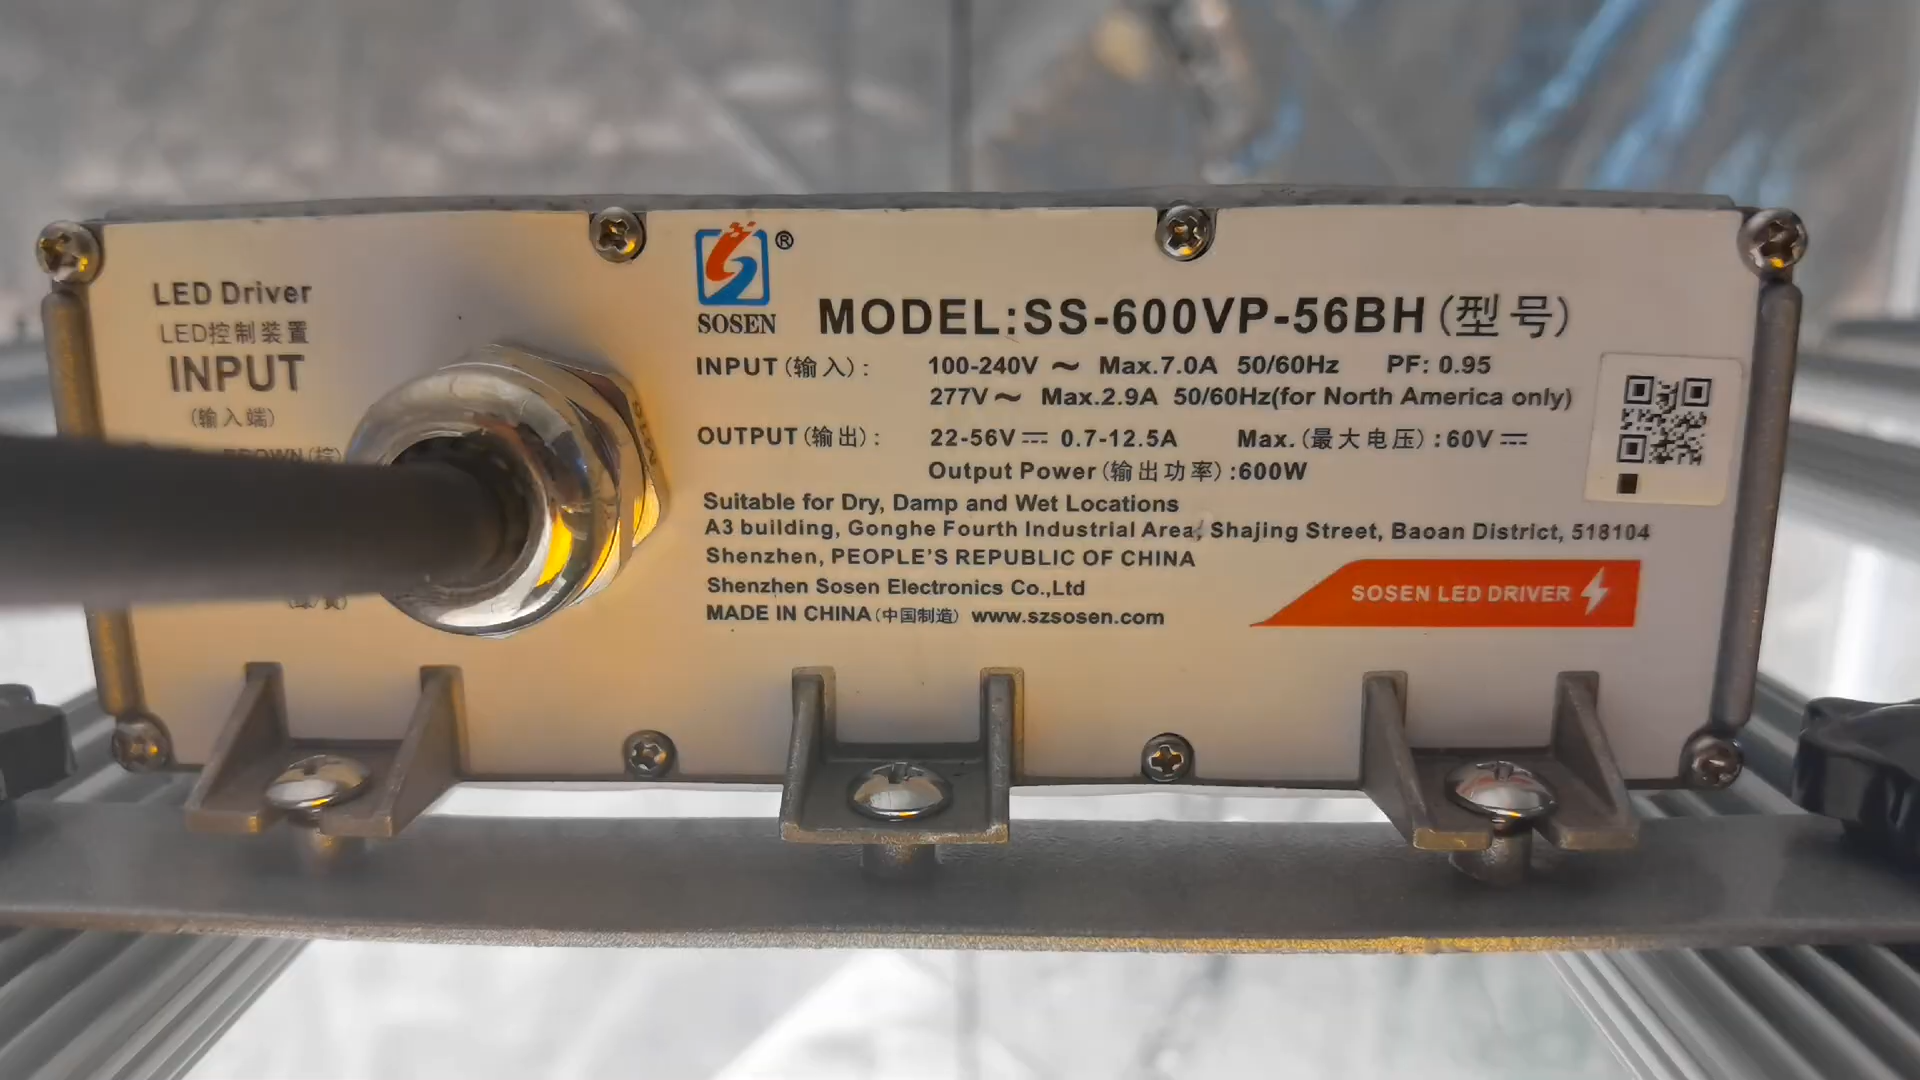 LED Driver
LED控制装置
INPUT
(输入端)
BROWN(棕)
SOSEN®
MODEL:SS-600VP-56BH(型号)
INPUT(输入): 100-240V ~ Max.7.0A 50/60Hz PF: 0.95
277V~ Max.2.9A 50/60Hz(for North America only)
OUTPUT(输出): 22-56V⎓ 0.7-12.5A Max.(最大电压):60V⎓
Output Power(输出功率):600W
Suitable for Dry, Damp and Wet Locations
A3 building, Gonghe Fourth Industrial Area, Shajing Street, Baoan District, 518104
Shenzhen, PEOPLE'S REPUBLIC OF CHINA
Shenzhen Sosen Electronics Co.,Ltd
MADE IN CHINA(中国制造) www.szsosen.com
SOSEN LED DRIVER